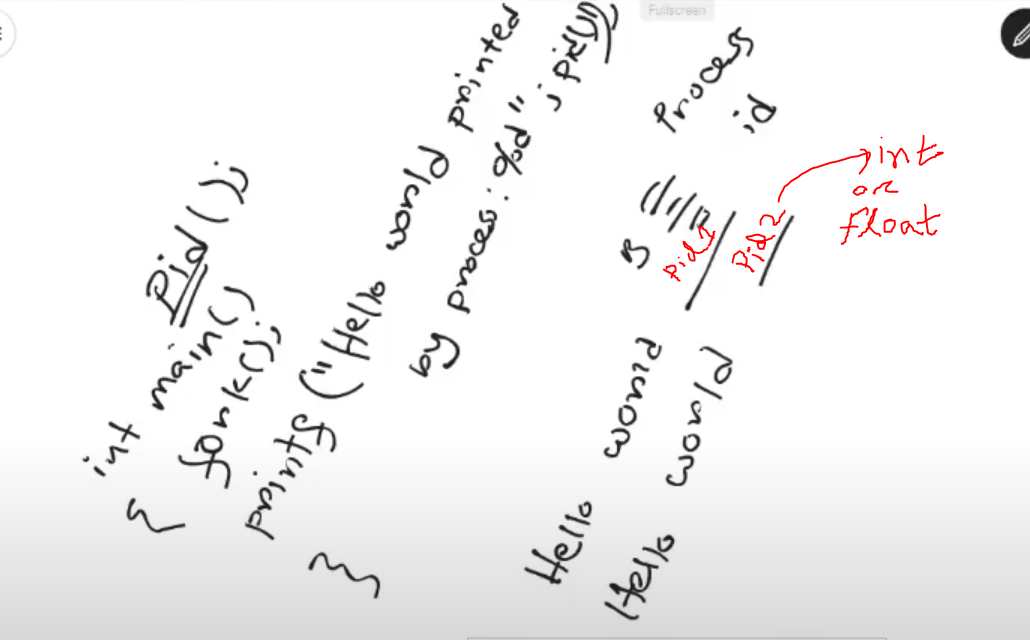 Fullscreen
Pid();
int main()
{ fork();
printf("Hello world printed
by process: %d", pid());
}
Process
id
Hello world Pid1
Hello world Pid2
int
or
float